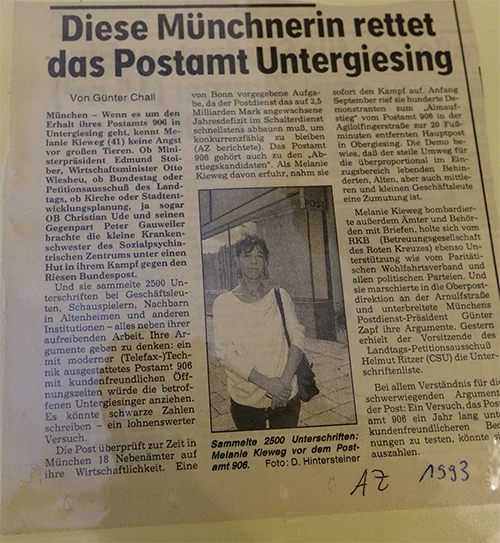 Diese Münchnerin rettet
das Postamt Untergiesing
Von Günter Chall
München – Wenn es um den
Erhalt ihres Postamts 906 in
Untergiesing geht, kennt Me-
lanie Kieweg (41) keine Angst
vor großen Tieren. Ob Mi-
nisterpräsident Edmund Stoi-
ber, Wirtschaftsminister Otto
Wiesheu, ob Bundestag oder
Petitionsausschuß des Land-
tags, ob Kirche oder Stadtent-
wicklungsplanung, ja sogar
OB Christian Ude und seinen
Gegenpart Peter Gauweiler
brachte die kleine Kranken-
schwester des Sozialpsychia-
trischen Zentrums unter einen
Hut in ihrem Kampf gegen den
Riesen Bundespost.
Und sie sammelte 2500 Un-
terschriften bei Geschäftsleu-
ten, Schauspielern, Nachbarn
in Altenheimen und anderen
Institutionen – alles neben ihrer
aufreibenden Arbeit. Ihre Ar-
gumente geben zu denken: ein
mit moderner (Telefax-)Tech-
nik ausgestattetes Postamt 906
mit kundenfreundlichen Öff-
nungszeiten würde die betrof-
fenen Untergiesinger anziehen.
Es könnte schwarze Zahlen
schreiben – ein lohnenswerter
Versuch.
Die Post überprüft zur Zeit in
München 18 Nebenämter auf
ihre Wirtschaftlichkeit. Eine
von Bonn vorgegebene Aufga-
be, da der Postdienst das auf 2,5
Milliarden Mark angewachsene
Jahresdefizit im Schalterdienst
schnellstens abbauen muß, um
konkurrenzfähig zu bleiben
(AZ berichtete). Das Postamt
906 gehört auch zu den „Ab-
stiegskandidaten“. Als Melanie
Kieweg davon erfuhr, nahm sie
POST
Sammelte 2500 Unterschriften:
Melanie Kieweg vor dem Post-
amt 906. Foto: D. Hintersteiner
sofort den Kampf auf. Anfang
September rief sie hunderte De-
monstranten zum „Almauf-
stieg“ vom Postamt 906 in der
Agilolfingerstraße zur 20 Fuß-
minuten entfernten Hauptpost
in Obergiesing. Die Demo be-
wies, daß der steile Umweg für
die überproportional im Ein-
zugsbereich lebenden Behin-
derten, Alten, aber auch mittle-
ren und kleinen Geschäftsleute
eine Zumutung ist.
Melanie Kieweg bombardier-
te außerdem Ämter und Behör-
den mit Briefen, holte sich vom
RKB (Betreuungsgesellschaft
des Roten Kreuzes) ebenso Un-
terstützung wie vom Paritäti-
schen Wohlfahrtsverband und
allen politischen Parteien. Und
sie marschierte in die Oberpost-
direktion an der Arnulfstraße
und unterbreitete Münchens
Postdienst-Präsident Günter
Zapf ihre Argumente. Gestern
erhielt der Vorsitzende des
Landtags-Petitionsausschuß
Helmut Ritzer (CSU) die Unter-
schriftenliste.
Bei allem Verständnis für di
schwerwiegenden Argument
der Post: Ein Versuch, das Post
amt 906 ein Jahr lang unt
kundenfreundlicheren Bed
nungen zu testen, könnte s
auszahlen.
AZ 1993